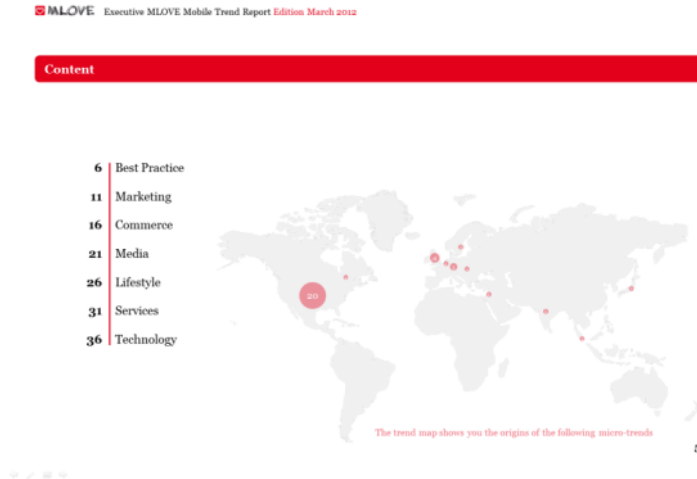 MLOVE Executive MLOVE Mobile Trend Report Edition March 2012
Content
6 Best Practice
11 Marketing
16 Commerce
21 Media
26 Lifestyle
31 Services
36 Technology
20
The trend map shows you the origins of the following micro-trends